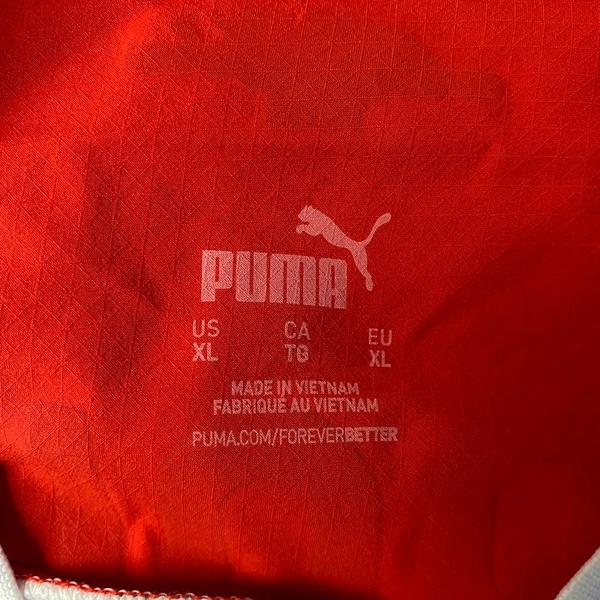 PUMA
US CA EU
XL TG XL
MADE IN VIETNAM
FABRIQUÉ AU VIETNAM
PUMA.COM/FOREVERBETTER